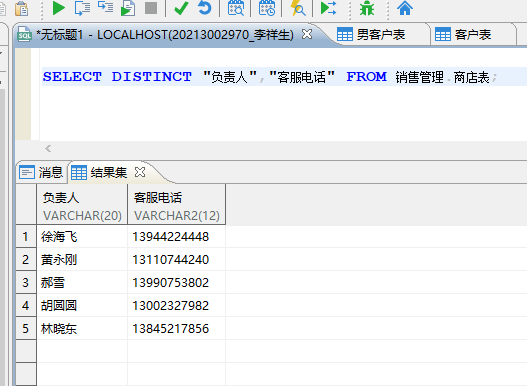 *无标题1 - LOCALHOST(20213002970_李祥生) 男客户表 客户表
SELECT DISTINCT "负责人","客服电话" FROM 销售管理.商店表;
消息 结果集
负责人 客服电话
VARCHAR(20) VARCHAR2(12)
1 徐海飞 13944224448
2 黄永刚 13110744240
3 郝雪 13990753802
4 胡圆圆 13002327982
5 林晓东 13845217856